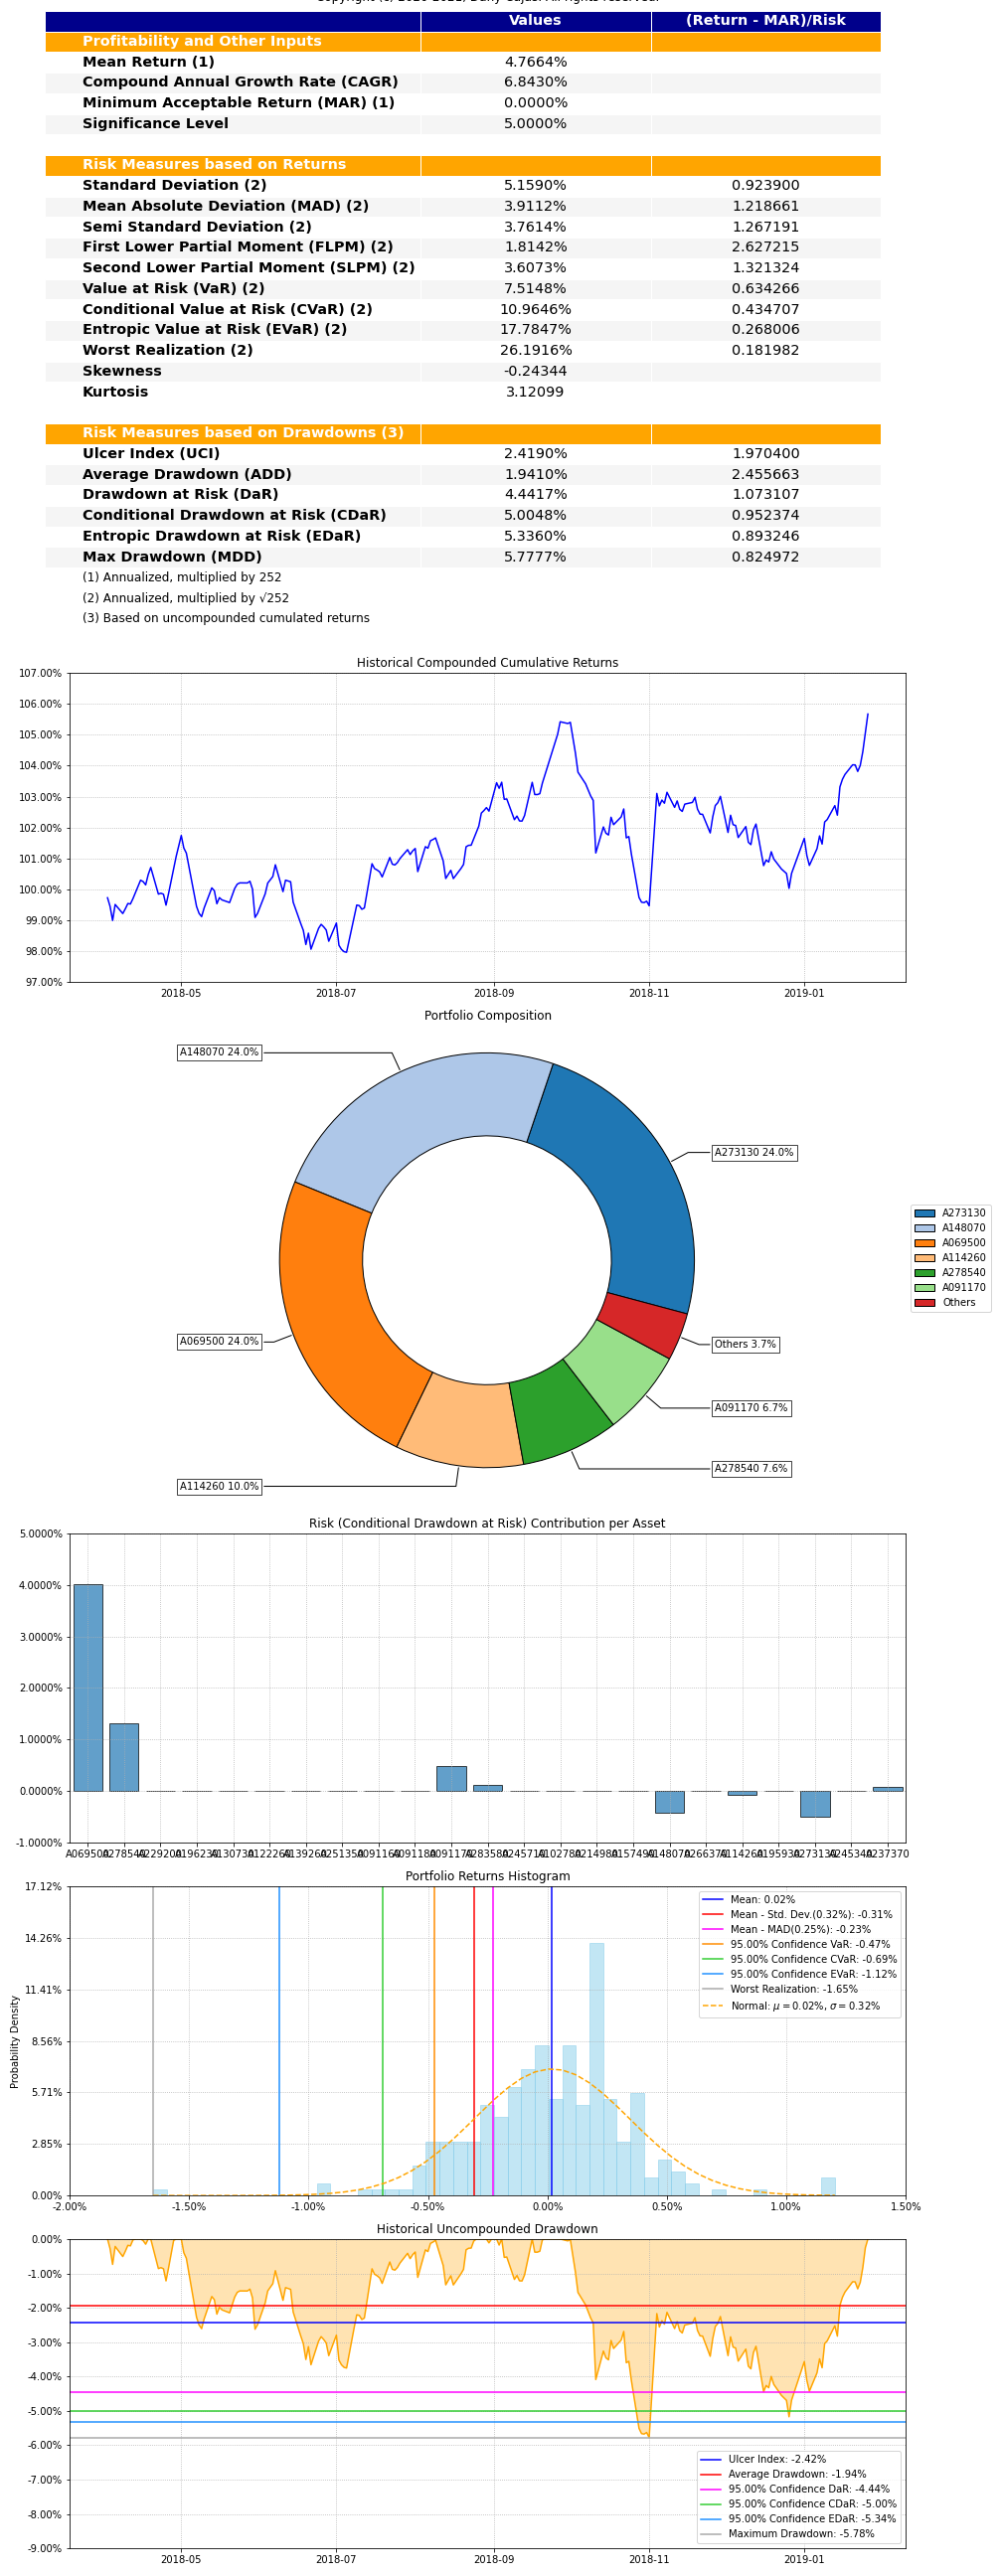 Copyright (c) 2020-2021, Dany Cajas. All rights reserved.
Values (Return - MAR)/Risk
Profitability and Other Inputs
Mean Return (1) 4.7664%
Compound Annual Growth Rate (CAGR) 6.8430%
Minimum Acceptable Return (MAR) (1) 0.0000%
Significance Level 5.0000%
Risk Measures based on Returns
Standard Deviation (2) 5.1590% 0.923900
Mean Absolute Deviation (MAD) (2) 3.9112% 1.218661
Semi Standard Deviation (2) 3.7614% 1.267191
First Lower Partial Moment (FLPM) (2) 1.8142% 2.627215
Second Lower Partial Moment (SLPM) (2) 3.6073% 1.321324
Value at Risk (VaR) (2) 7.5148% 0.634266
Conditional Value at Risk (CVaR) (2) 10.9646% 0.434707
Entropic Value at Risk (EVaR) (2) 17.7847% 0.268006
Worst Realization (2) 26.1916% 0.181982
Skewness -0.24344
Kurtosis 3.12099
Risk Measures based on Drawdowns (3)
Ulcer Index (UCI) 2.4190% 1.970400
Average Drawdown (ADD) 1.9410% 2.455663
Drawdown at Risk (DaR) 4.4417% 1.073107
Conditional Drawdown at Risk (CDaR) 5.0048% 0.952374
Entropic Drawdown at Risk (EDaR) 5.3360% 0.893246
Max Drawdown (MDD) 5.7777% 0.824972
(1) Annualized, multiplied by 252
(2) Annualized, multiplied by √252
(3) Based on uncompounded cumulated returns
Historical Compounded Cumulative Returns
107.00%
106.00%
105.00%
104.00%
103.00%
102.00%
101.00%
100.00%
99.00%
98.00%
97.00%
2018-05 2018-07 2018-09 2018-11 2019-01
Portfolio Composition
A148070 24.0%
A273130 24.0%
A069500 24.0%
Others 3.7%
A091170 6.7%
A278540 7.6%
A114260 10.0%
A273130
A148070
A069500
A114260
A278540
A091170
Others
Risk (Conditional Drawdown at Risk) Contribution per Asset
5.0000%
4.0000%
3.0000%
2.0000%
1.0000%
0.0000%
-1.0000%
A237370
Portfolio Returns Histogram
Probability Density
17.12%
14.26%
11.41%
8.56%
5.71%
2.85%
0.00%
-2.00% -1.50% -1.00% -0.50% 0.00% 0.50% 1.00% 1.50%
Mean: 0.02%
Mean - Std. Dev.(0.32%): -0.31%
Mean - MAD(0.25%): -0.23%
95.00% Confidence VaR: -0.47%
95.00% Confidence CVaR: -0.69%
95.00% Confidence EVaR: -1.12%
Worst Realization: -1.65%
Normal: μ = 0.02%, σ = 0.32%
Historical Uncompounded Drawdown
0.00%
-1.00%
-2.00%
-3.00%
-4.00%
-5.00%
-6.00%
-7.00%
-8.00%
-9.00%
2018-05 2018-07 2018-09 2018-11 2019-01
Ulcer Index: -2.42%
Average Drawdown: -1.94%
95.00% Confidence DaR: -4.44%
95.00% Confidence CDaR: -5.00%
95.00% Confidence EDaR: -5.34%
Maximum Drawdown: -5.78%